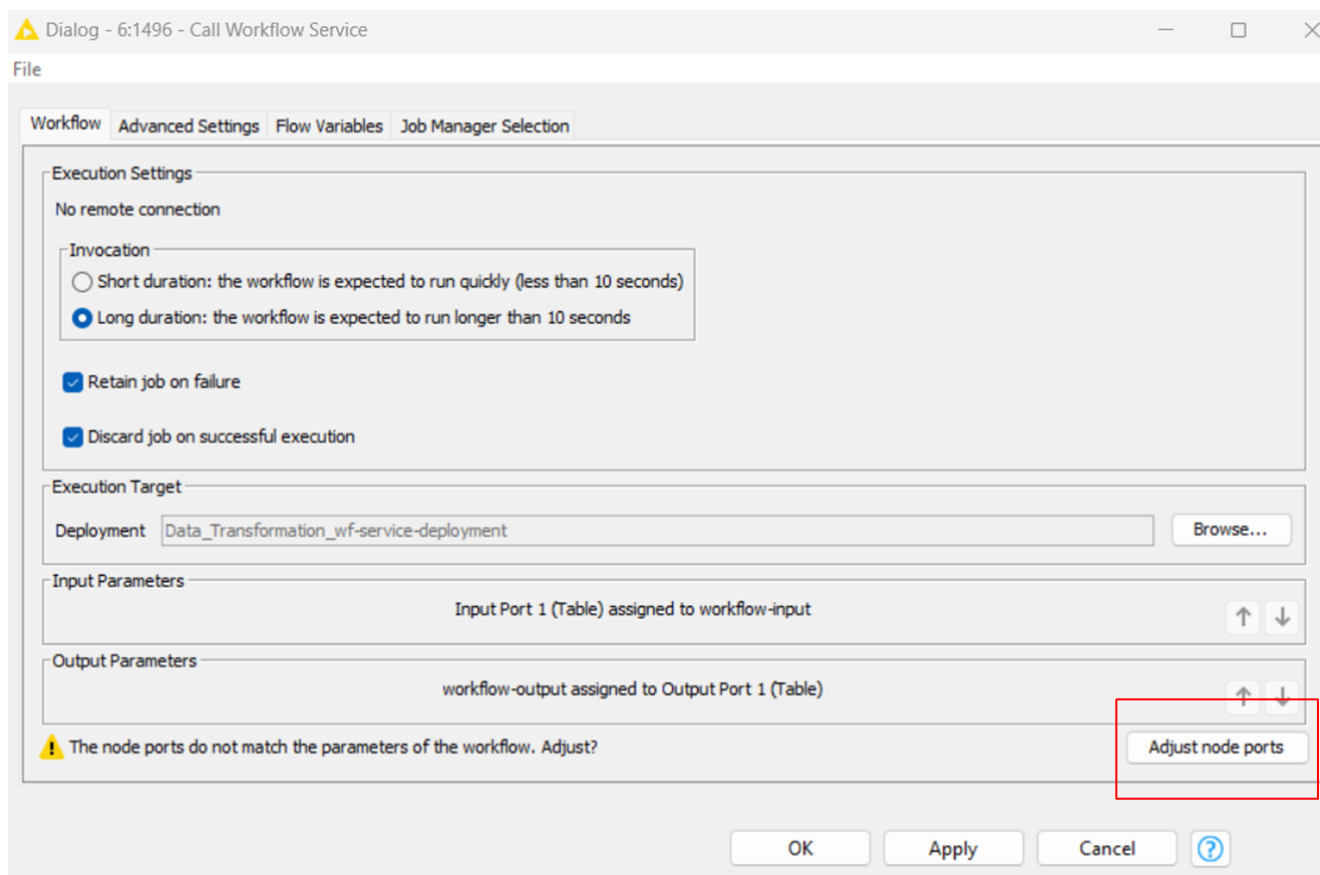 Dialog - 6:1496 - Call Workflow Service
File
Workflow Advanced Settings Flow Variables Job Manager Selection
Execution Settings
No remote connection
Invocation
Short duration: the workflow is expected to run quickly (less than 10 seconds)
Long duration: the workflow is expected to run longer than 10 seconds
Retain job on failure
Discard job on successful execution
Execution Target
Deployment Data_Transformation_wf-service-deployment Browse...
Input Parameters
Input Port 1 (Table) assigned to workflow-input
Output Parameters
workflow-output assigned to Output Port 1 (Table)
The node ports do not match the parameters of the workflow. Adjust? Adjust node ports
OK Apply Cancel ?